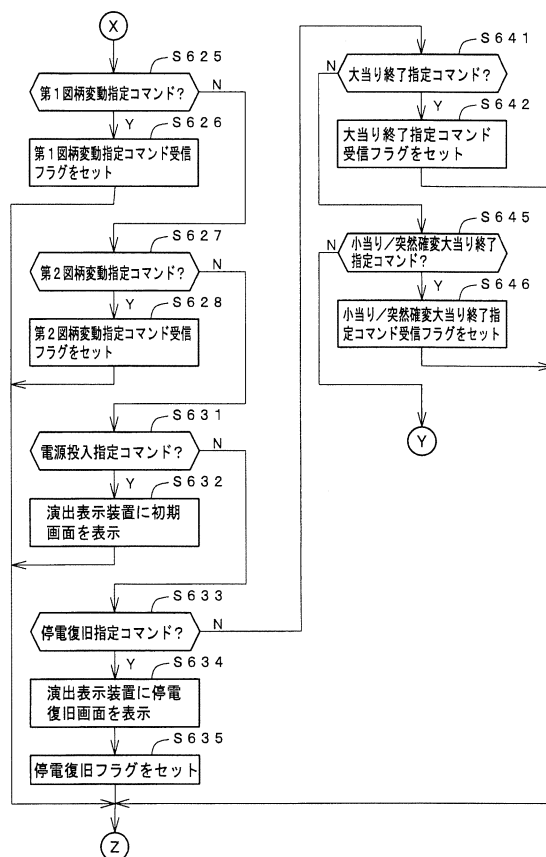 X
S625
第1図柄変動指定コマンド?
N
Y
S626
第1図柄変動指定コマンド受信
フラグをセット
S627
第2図柄変動指定コマンド?
N
Y
S628
第2図柄変動指定コマンド受信
フラグをセット
S631
電源投入指定コマンド?
N
Y
S632
演出表示装置に初期
画面を表示
S633
停電復旧指定コマンド?
N
Y
S634
演出表示装置に停電
復旧画面を表示
S635
停電復旧フラグをセット
Z
S641
N
大当り終了指定コマンド?
Y
S642
大当り終了指定コマンド
受信フラグをセット
S645
N
小当り/突然確変大当り終了
指定コマンド?
Y
S646
小当り/突然確変大当り終了指
定コマンド受信フラグをセット
Y